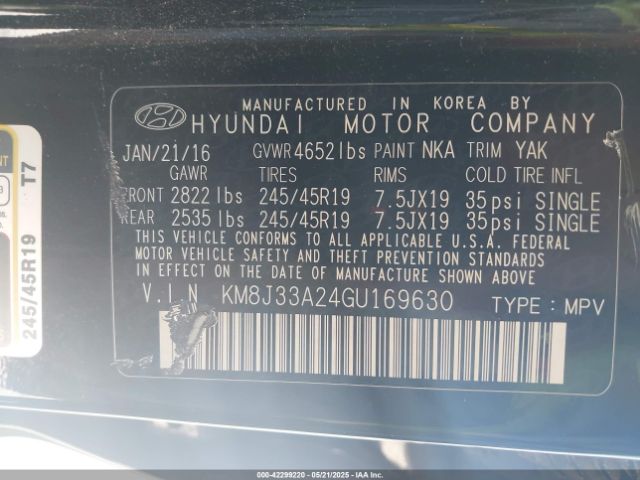 MANUFACTURED IN KOREA BY
HYUNDAI MOTOR COMPANY
JAN/21/16 GVWR 4652 lbs PAINT NKA TRIM YAK
GAWR TIRES RIMS COLD TIRE INFL
FRONT 2822 lbs 245/45R19 7.5JX19 35 psi SINGLE
REAR 2535 lbs 245/45R19 7.5JX19 35 psi SINGLE
THIS VEHICLE CONFORMS TO ALL APPLICABLE U.S.A. FEDERAL
MOTOR VEHICLE SAFETY AND THEFT PREVENTION STANDARDS
IN EFFECT ON THE DATE OF MANUFACTURE SHOWN ABOVE.
V.I.N KM8J33A24GU169630 TYPE : MPV
245/45R19 T7
000-42299220 - 05/21/2025 - IAAI.COM